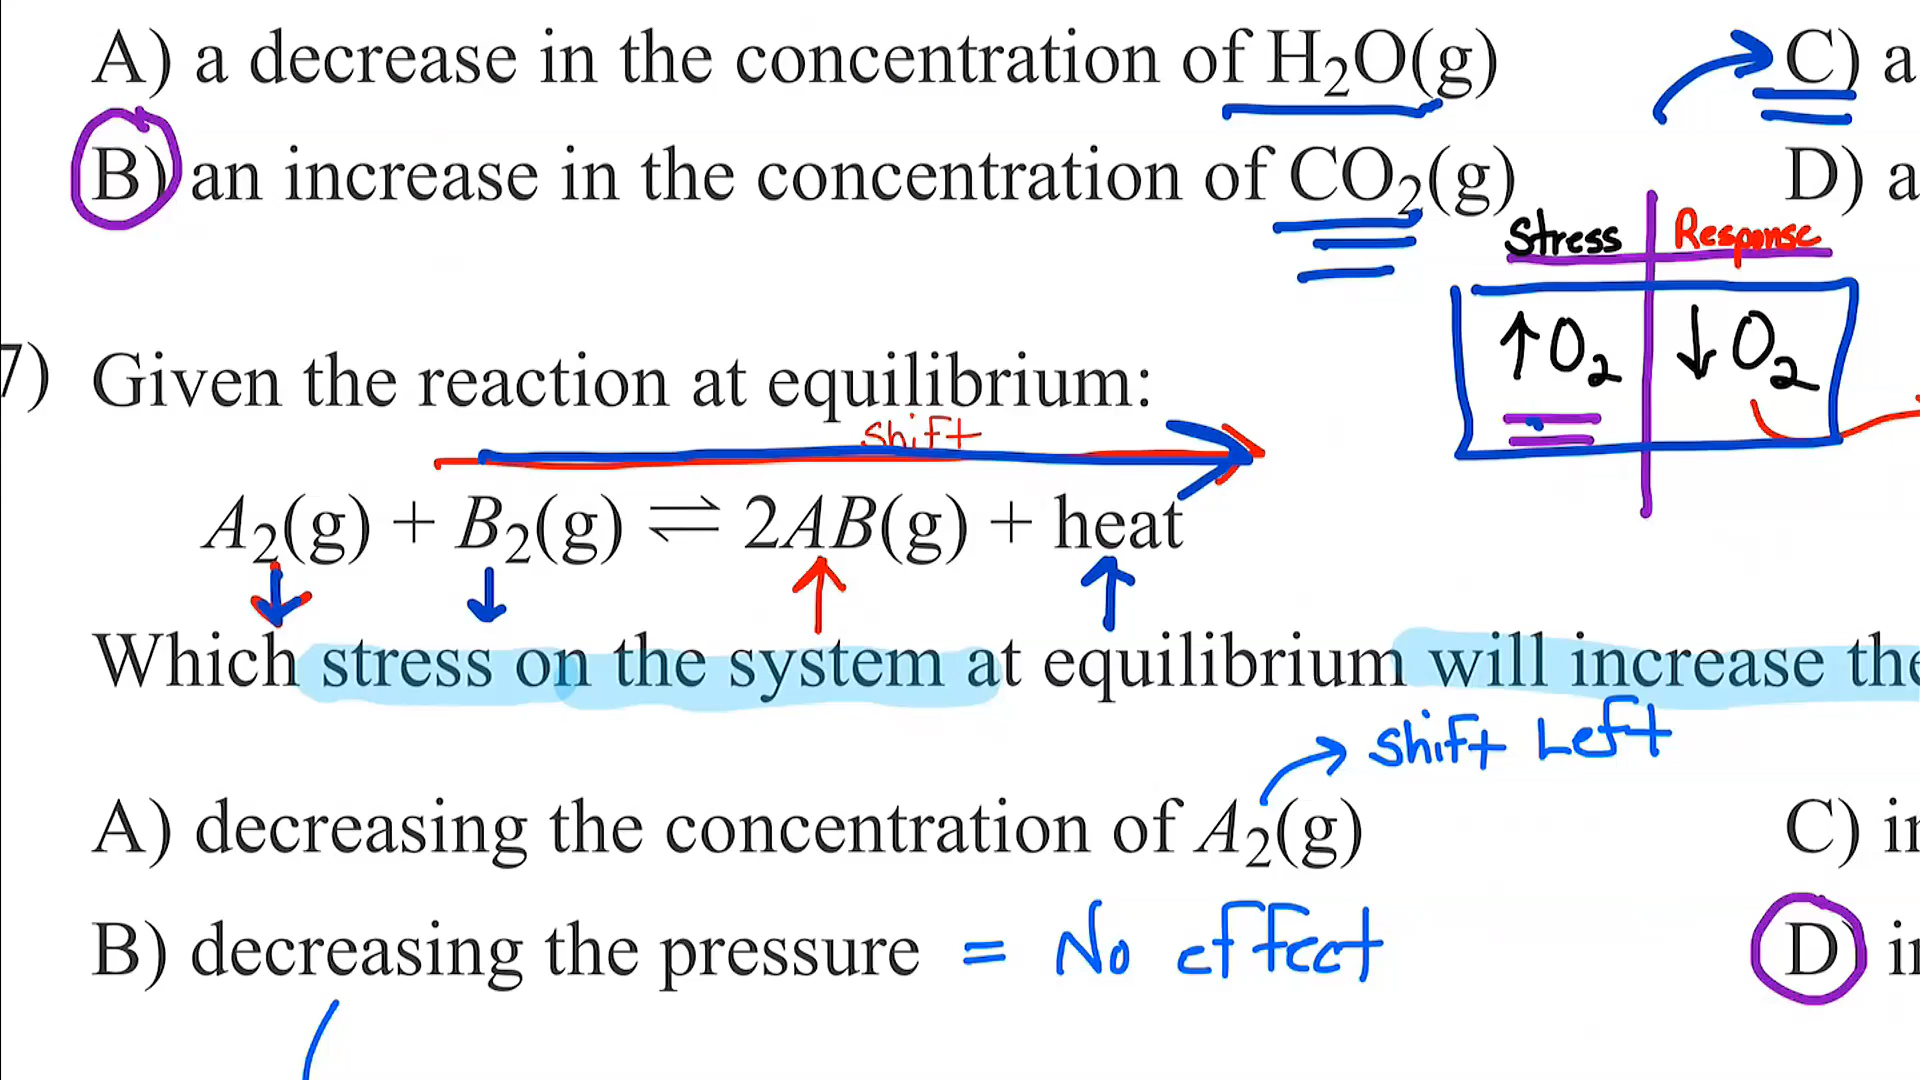 A) a decrease in the concentration of H₂O(g)
C) a
B) an increase in the concentration of CO₂(g)
D) a
Stress Response
↑O₂ ↓O₂
7) Given the reaction at equilibrium:
shift
A₂(g) + B₂(g) ⇌ 2AB(g) + heat
Which stress on the system at equilibrium will increase the
shift Left
A) decreasing the concentration of A₂(g)
C) in
B) decreasing the pressure = No effect
D) in